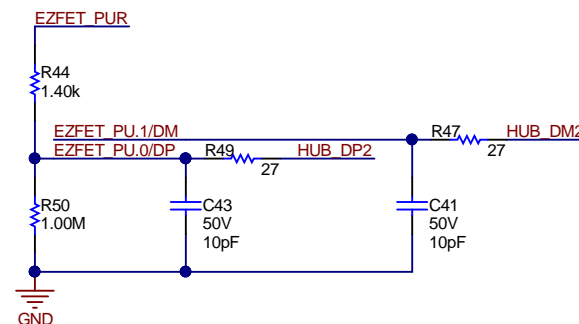 EZFET_PUR
R44
1.40k
EZFET_PU.1/DM
R47
27
HUB_DM2
EZFET_PU.0/DP
R49
27
HUB_DP2
R50
1.00M
C43
50V
10pF
C41
50V
10pF
GND